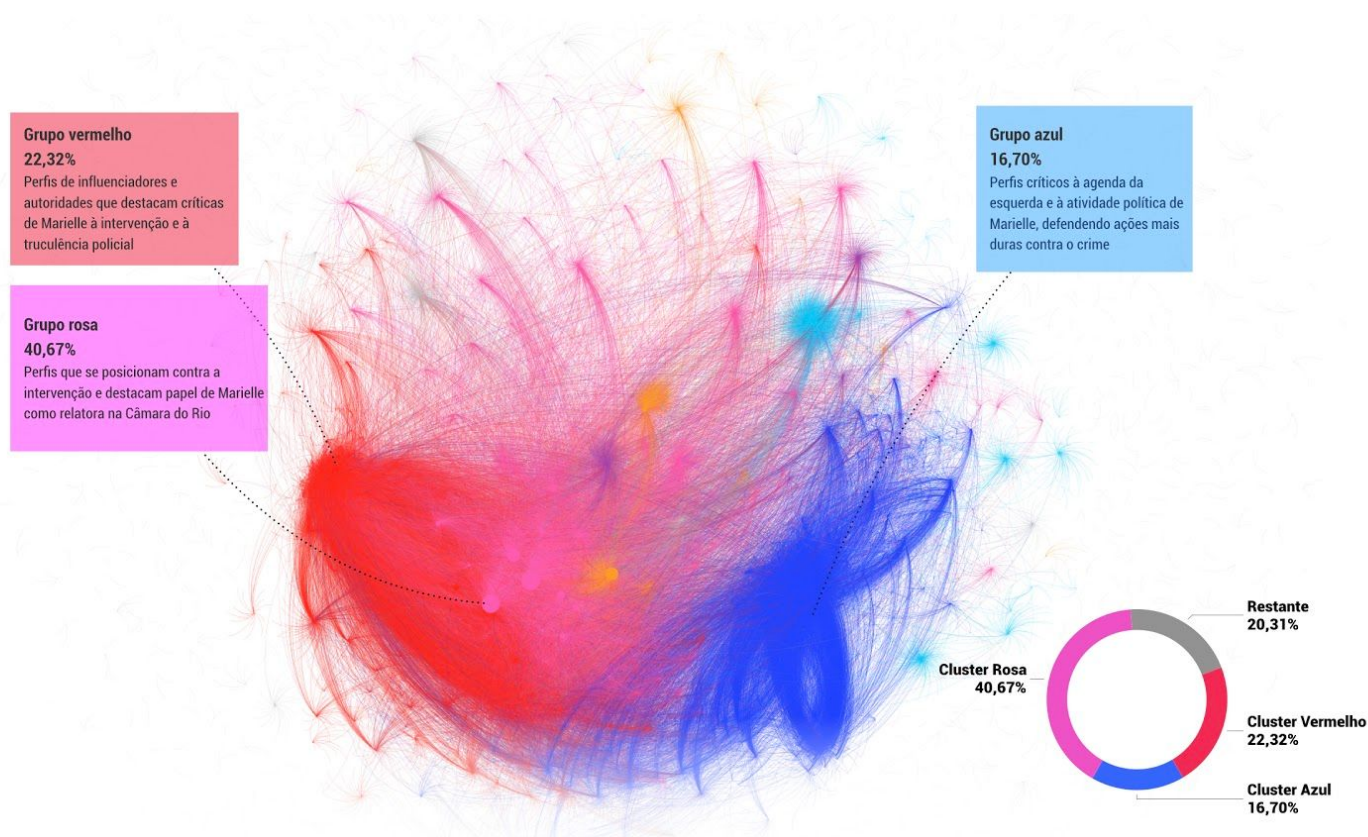 Grupo vermelho
22,32%
Perfis de influenciadores e
autoridades que destacam críticas
de Marielle à intervenção e à
truculência policial
Grupo rosa
40,67%
Perfis que se posicionam contra a
intervenção e destacam papel de Marielle
como relatora na Câmara do Rio
Grupo azul
16,70%
Perfis críticos à agenda da
esquerda e à atividade política de
Marielle, defendendo ações mais
duras contra o crime
Restante
20,31%
Cluster Rosa
40,67%
Cluster Vermelho
22,32%
Cluster Azul
16,70%